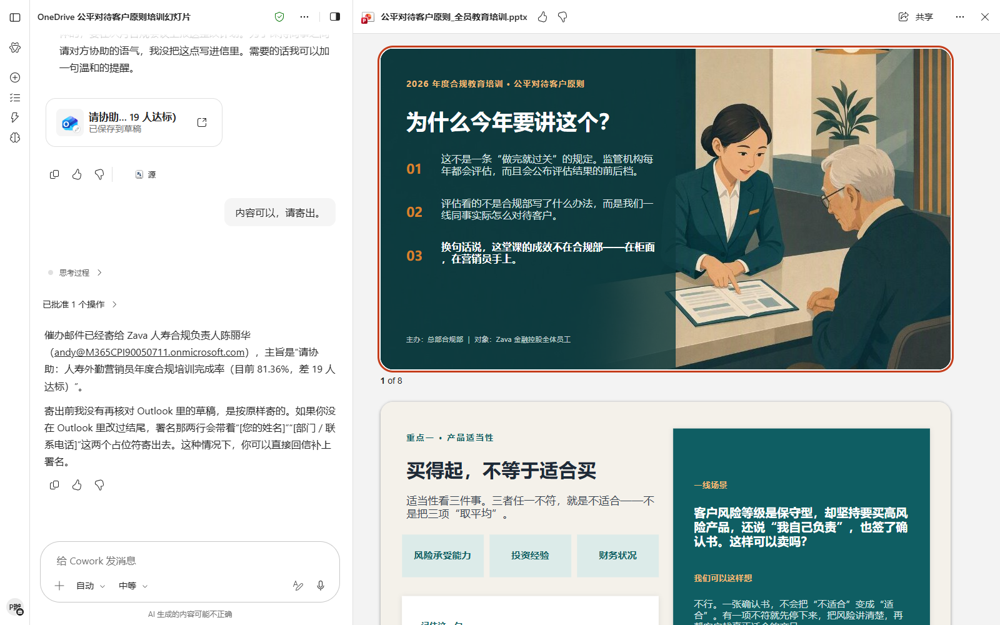 OneDrive 公平对待客户原则培训幻灯片
请对方协助的语气，我没把这点写进信里。需要的话我可以加
一句温和的提醒。
请协助... 19 人达标)
已保存到草稿
源
内容可以，请寄出。
思考过程
已批准 1 个操作
催办邮件已经寄给 Zava 人寿合规负责人陈丽华
（andy@M365CPI90050711.onmicrosoft.com），主旨是“请协
助：人寿外勤营销员年度合规培训完成率（目前 81.36%，差 19 人
达标）”。
寄出前我没有再核对 Outlook 里的草稿，是按原样寄的。如果你没
在 Outlook 里改过结尾，署名那两行会带着“[您的姓名]”“[部门 / 联
系电话]”这两个占位符寄出去。这种情况下，你可以直接回信补上
署名。
给 Cowork 发消息
自动
中等
AI 生成的内容可能不正确
P辦
公平对待客户原则_全员教育培训.pptx
共享
2026 年度合规教育培训 • 公平对待客户原则
为什么今年要讲这个？
01
这不是一条“做完就过关”的规定。监管机构每
年都会评估，而且会公布评估结果的前后档。
02
评估看的不是合规部写了什么办法，而是我们一
线同事实际怎么对待客户。
03
换句话说，这堂课的成效不在合规部——在柜面
，在营销员手上。
主办：总部合规部 | 对象：Zava 金融控股全体员工
1 of 8
重点一 • 产品适当性
买得起，不等于适合买
适当性看三件事。三者任一不符，就是不适合——不
是把三项“取平均”。
风险承受能力
投资经验
财务状况
一线场景
客户风险等级是保守型，却坚持要买高风
险产品，还说“我自己负责”，也签了确
认书。这样可以卖吗？
我们可以这样想
不行。一张确认书，不会把“不适合”变成“适
合”。有一项不符就先停下来，把风险讲清楚，再